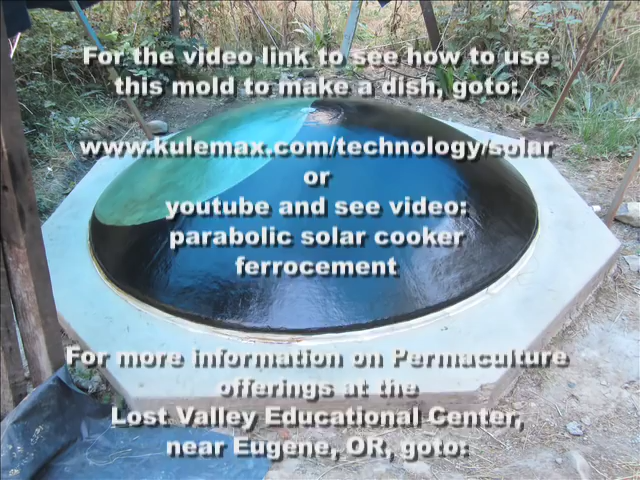 For the video link to see how to use
this mold to make a dish, goto:
www.kulemax.com/technology/solar
or
youtube and see video:
parabolic solar cooker
ferrocement
For more information on Permaculture
offerings at the
Lost Valley Educational Center,
near Eugene, OR, goto: